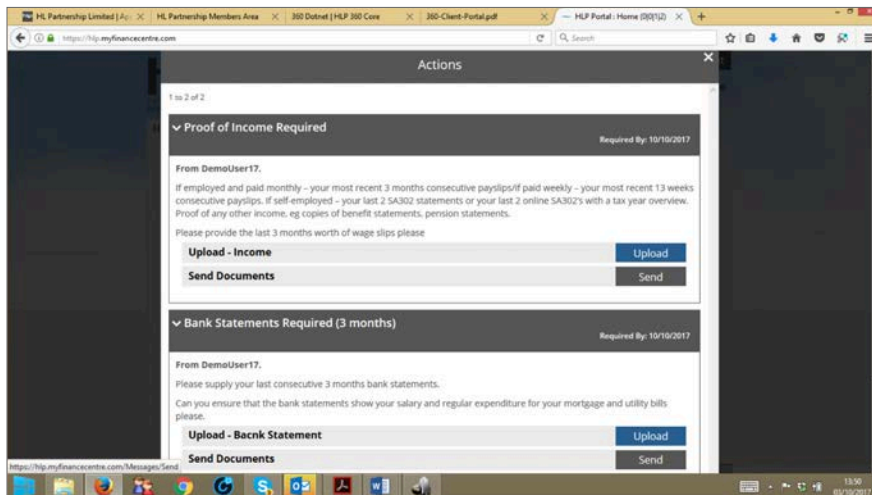 HL Partnership Limited | Ap
HL Partnership Members Area
360 Dotnet | HLP 360 Core
360-Client-Portal.pdf
HLP Portal : Home (0|0|1|2)
https://hlp.myfinancecentre.com
Search
Actions
1 to 2 of 2
Proof of Income Required
Required By: 10/10/2017
From DemoUser17.
If employed and paid monthly – your most recent 3 months consecutive payslips/if paid weekly – your most recent 13 weeks
consecutive payslips. If self-employed – your last 2 SA302 statements or your last 2 online SA302's with a tax year overview.
Proof of any other income, eg copies of benefit statements, pension statements.
Please provide the last 3 months worth of wage slips please
Upload - Income
Upload
Send Documents
Send
Bank Statements Required (3 months)
Required By: 10/10/2017
From DemoUser17.
Please supply your last consecutive 3 months bank statements.
Can you ensure that the bank statements show your salary and regular expenditure for your mortgage and utility bills
please.
Upload - Bacnk Statement
Upload
Send Documents
Send
https://hlp.myfinancecentre.com/Messages/Send
13:50
03/10/2017